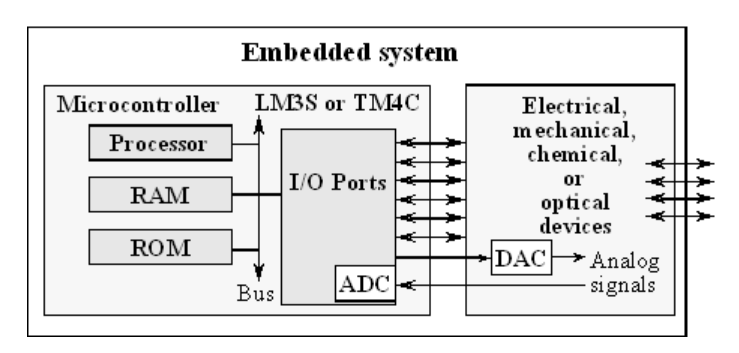 Embedded system
Microcontroller
LM3S or TM4C
Processor
RAM
ROM
Bus
I/O Ports
ADC
Electrical,
mechanical,
chemical,
or
optical
devices
DAC
Analog
signals